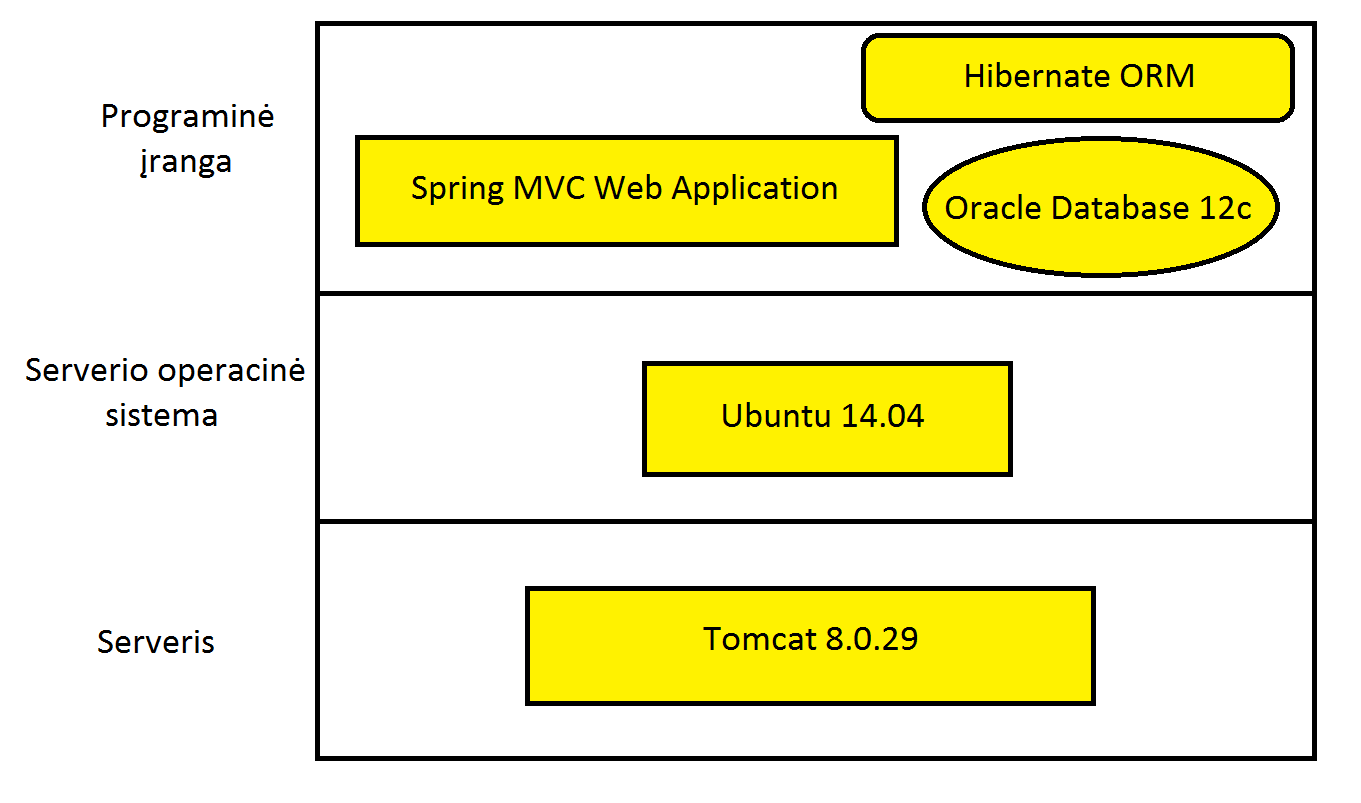 Programinė
įranga
Hibernate ORM
Spring MVC Web Application
Oracle Database 12c
Serverio operacinė
sistema
Ubuntu 14.04
Serveris
Tomcat 8.0.29